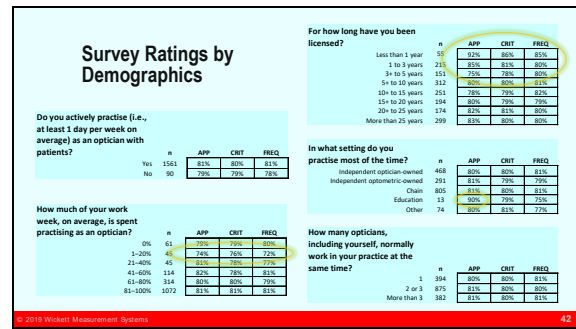 Survey Ratings by
Demographics
Do you actively practise (i.e.,
at least 1 day per week on
average) as an optician with
patients? n APP CRIT FREQ
Yes 1561 81% 80% 81%
No 90 79% 79% 78%
How much of your work
week, on average, is spent
practising as an optician? n APP CRIT FREQ
0% 61 79% 79% 80%
1–20% 45 74% 76% 72%
21–40% 45 81% 78% 77%
41–60% 114 82% 78% 81%
61–80% 314 80% 80% 79%
81–100% 1072 81% 81% 81%
For how long have you been
licensed? n APP CRIT FREQ
Less than 1 year 55 92% 86% 85%
1 to 3 years 215 85% 81% 80%
3+ to 5 years 151 75% 78% 80%
5+ to 10 years 312 80% 80% 81%
10+ to 15 years 251 78% 79% 82%
15+ to 20 years 194 80% 79% 79%
20+ to 25 years 174 82% 81% 80%
More than 25 years 299 83% 80% 80%
In what setting do you
practise most of the time? n APP CRIT FREQ
Independent optician-owned 468 80% 80% 81%
Independent optometric-owned 291 81% 79% 79%
Chain 805 81% 80% 81%
Education 13 90% 79% 75%
Other 74 80% 81% 77%
How many opticians,
including yourself, normally
work in your practice at the
same time? n APP CRIT FREQ
1 394 80% 80% 81%
2 or 3 875 81% 80% 80%
More than 3 382 81% 80% 81%
© 2019 Wickett Measurement Systems 42